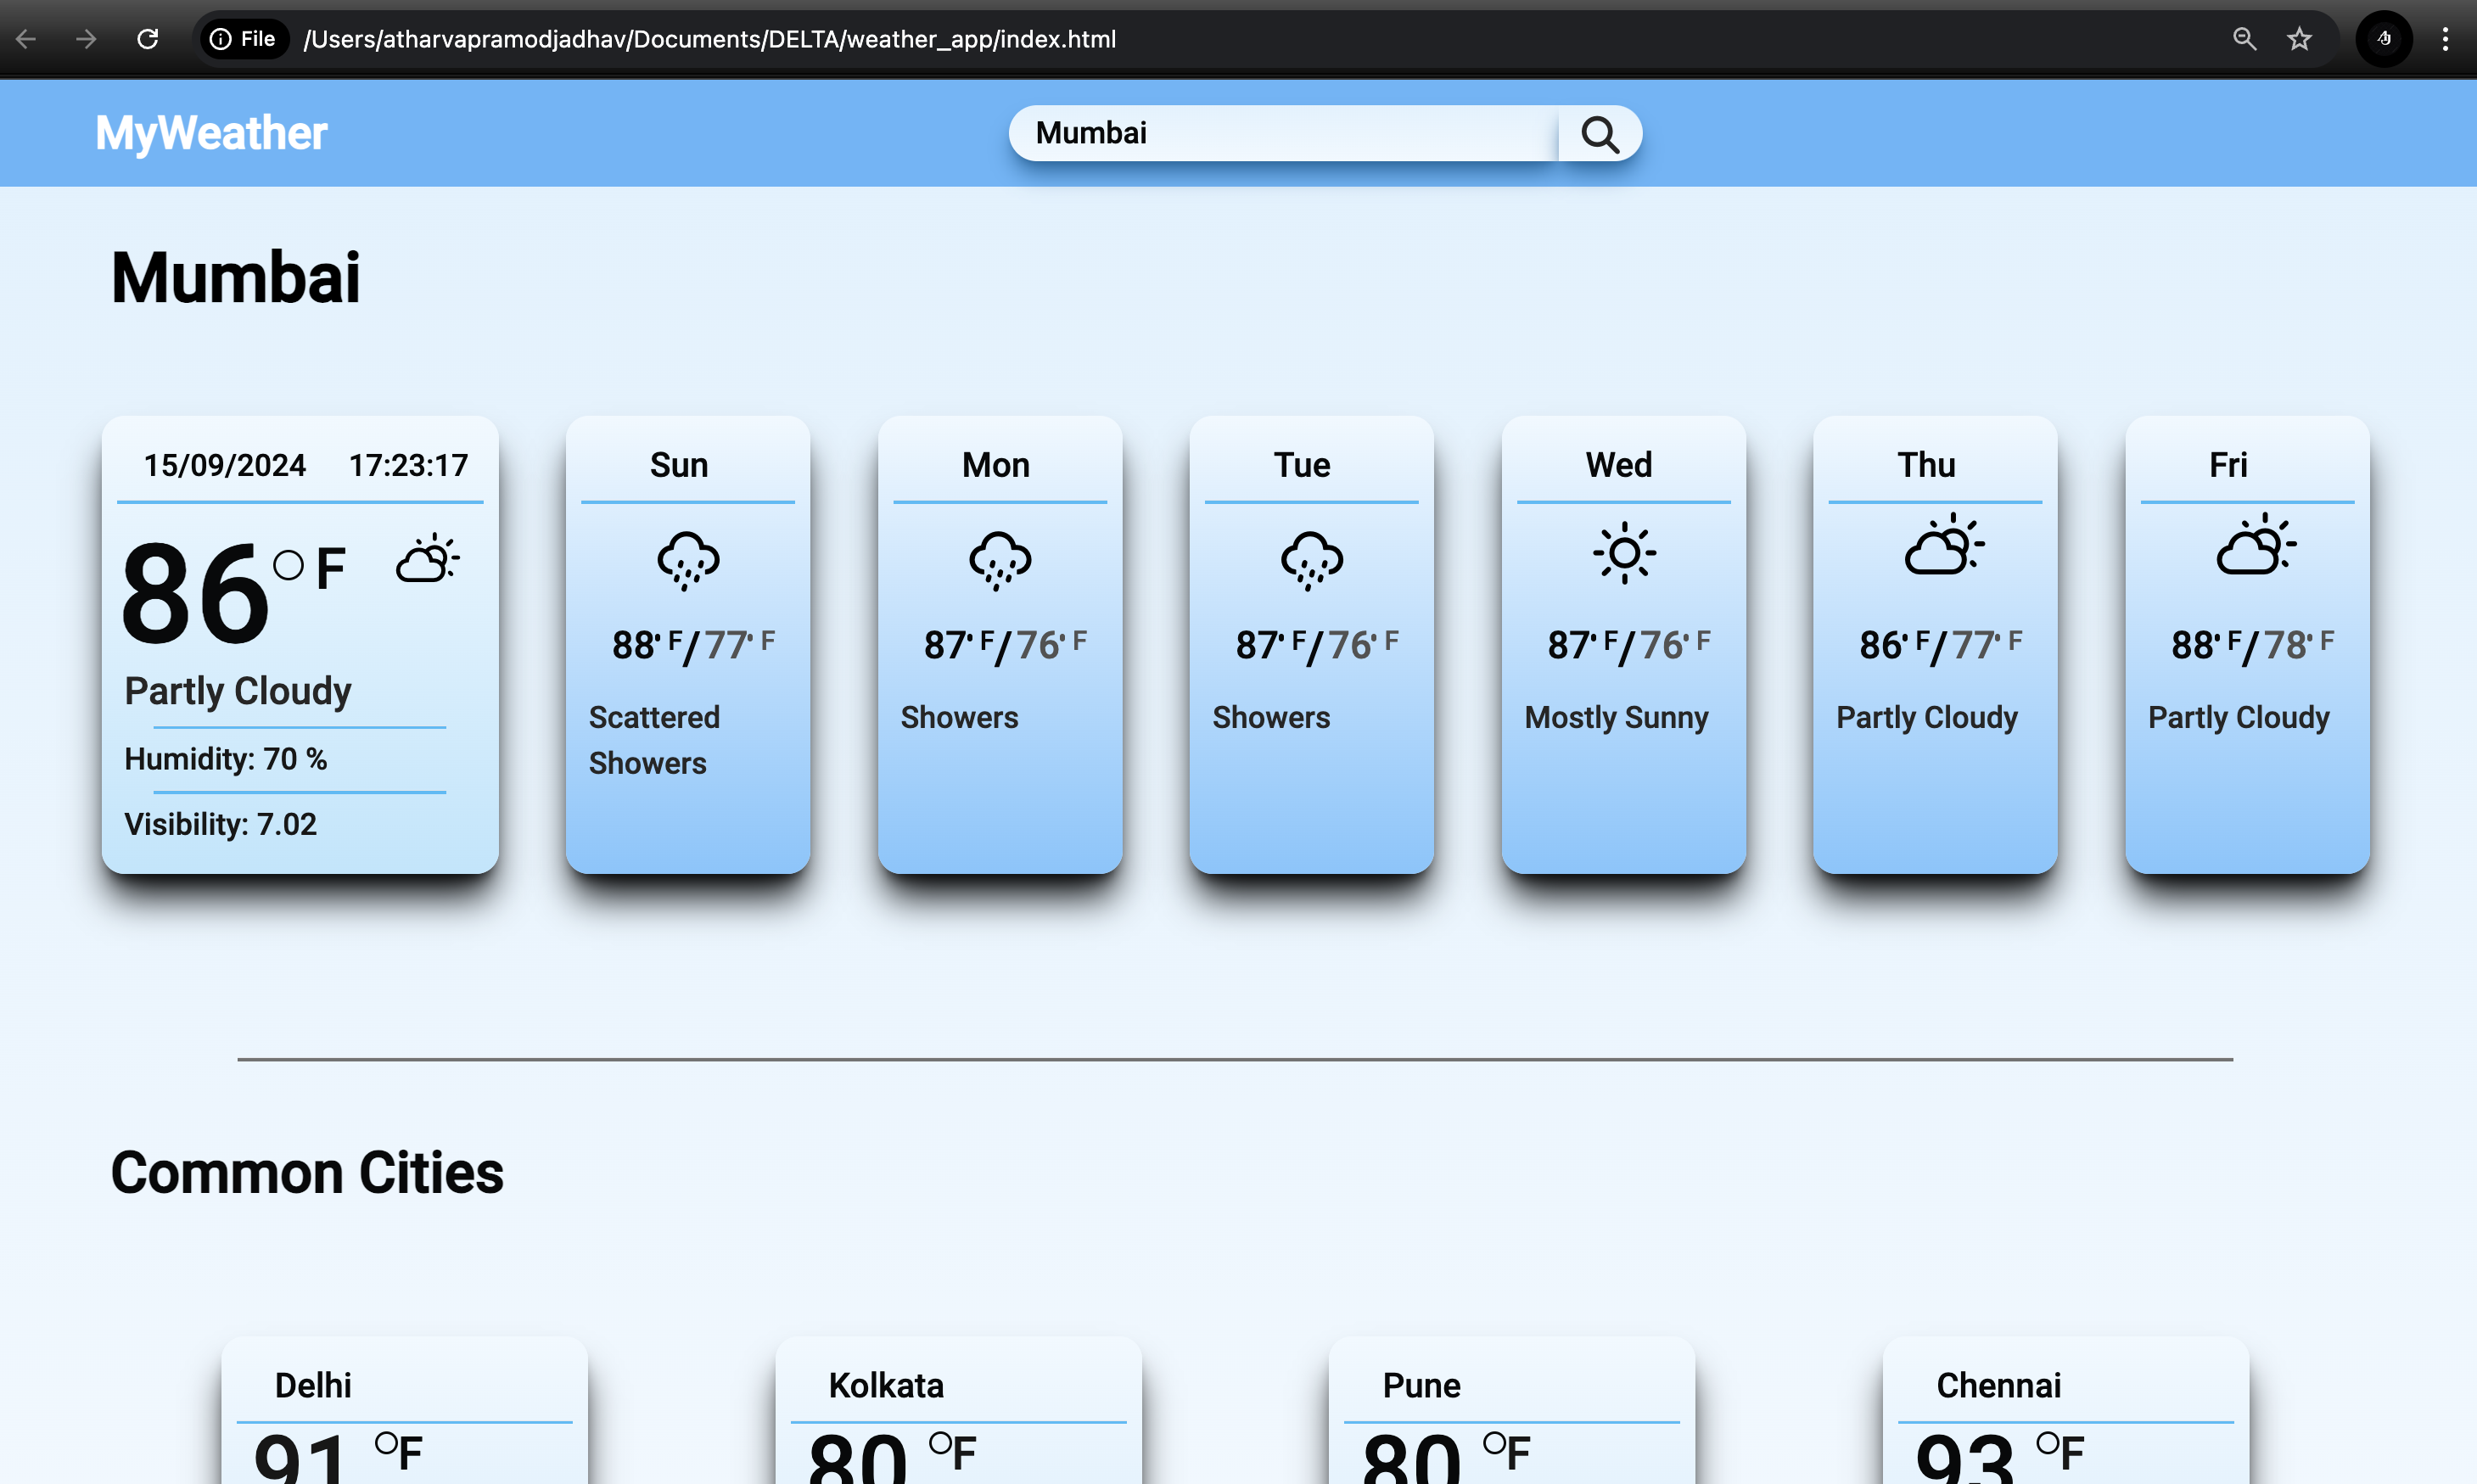 File /Users/atharvapramodjadhav/Documents/DELTA/weather_app/index.html
MyWeather
Mumbai
Mumbai
15/09/2024 17:23:17
86° F
Partly Cloudy
Humidity: 70 %
Visibility: 7.02
Sun
88° F/77° F
Scattered
Showers
Mon
87° F/76° F
Showers
Tue
87° F/76° F
Showers
Wed
87° F/76° F
Mostly Sunny
Thu
86° F/77° F
Partly Cloudy
Fri
88° F/78° F
Partly Cloudy
Common Cities
Delhi
91 °F
Kolkata
80 °F
Pune
80 °F
Chennai
93 °F